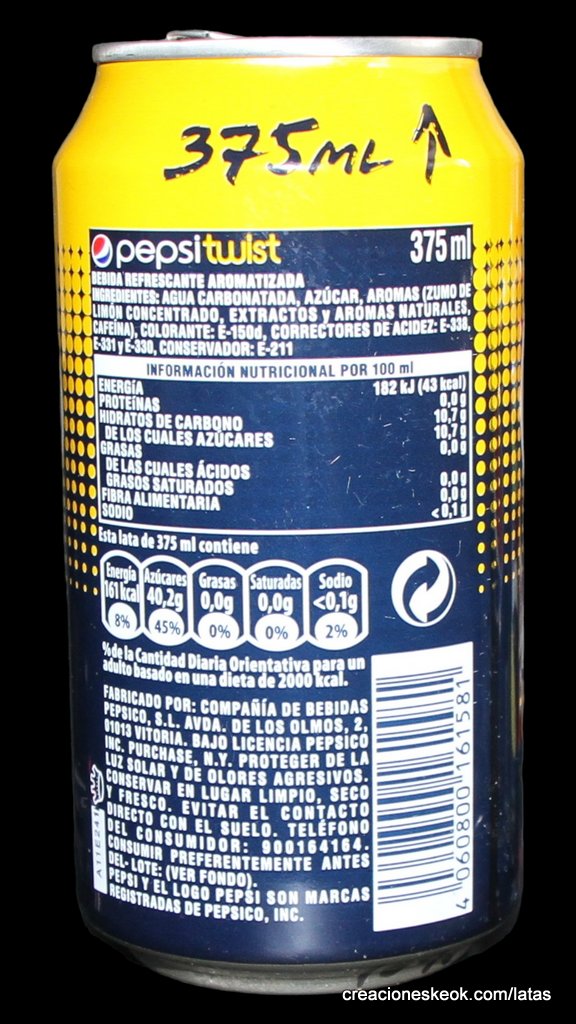 375ML ↑
pepsi twist 375 ml
BEBIDA REFRESCANTE AROMATIZADA
INGREDIENTES: AGUA CARBONATADA, AZÚCAR, AROMAS (ZUMO DE
LIMÓN CONCENTRADO, EXTRACTOS y AROMAS NATURALES,
CAFEÍNA), COLORANTE: E-150d, CORRECTORES DE ACIDEZ: E-338,
E-331 y E-330, CONSERVADOR: E-211
INFORMACIÓN NUTRICIONAL POR 100 ml
ENERGÍA 182 kJ (43 kcal)
PROTEÍNAS 0,0 g
HIDRATOS DE CARBONO 10,7 g
DE LOS CUALES AZÚCARES 10,7 g
GRASAS 0,0 g
DE LAS CUALES ÁCIDOS
GRASOS SATURADOS 0,0 g
FIBRA ALIMENTARIA 0,0 g
SODIO <0,1 g
Esta lata de 375 ml contiene
Energía Azúcares Grasas Saturadas Sodio
161 kcal 40,2g 0,0g 0,0g <0,1g
8% 45% 0% 0% 2%
% de la Cantidad Diaria Orientativa para un
adulto basado en una dieta de 2000 kcal.
FABRICADO POR: COMPAÑÍA DE BEBIDAS
PEPSICO, S.L. AVDA. DE LOS OLMOS, 2,
01013 VITORIA. BAJO LICENCIA PEPSICO
INC. PURCHASE, N.Y. PROTEGER DE LA
LUZ SOLAR Y DE OLORES AGRESIVOS.
CONSERVAR EN LUGAR LIMPIO, SECO
Y FRESCO. EVITAR EL CONTACTO
DIRECTO CON EL SUELO. TELÉFONO
DEL CONSUMIDOR: 900164164.
CONSUMIR PREFERENTEMENTE ANTES
DEL- LOTE: (VER FONDO).
PEPSI Y EL LOGO PEPSI SON MARCAS
REGISTRADAS DE PEPSICO, INC.
4 060800 161581
creacioneskeok.com/latas